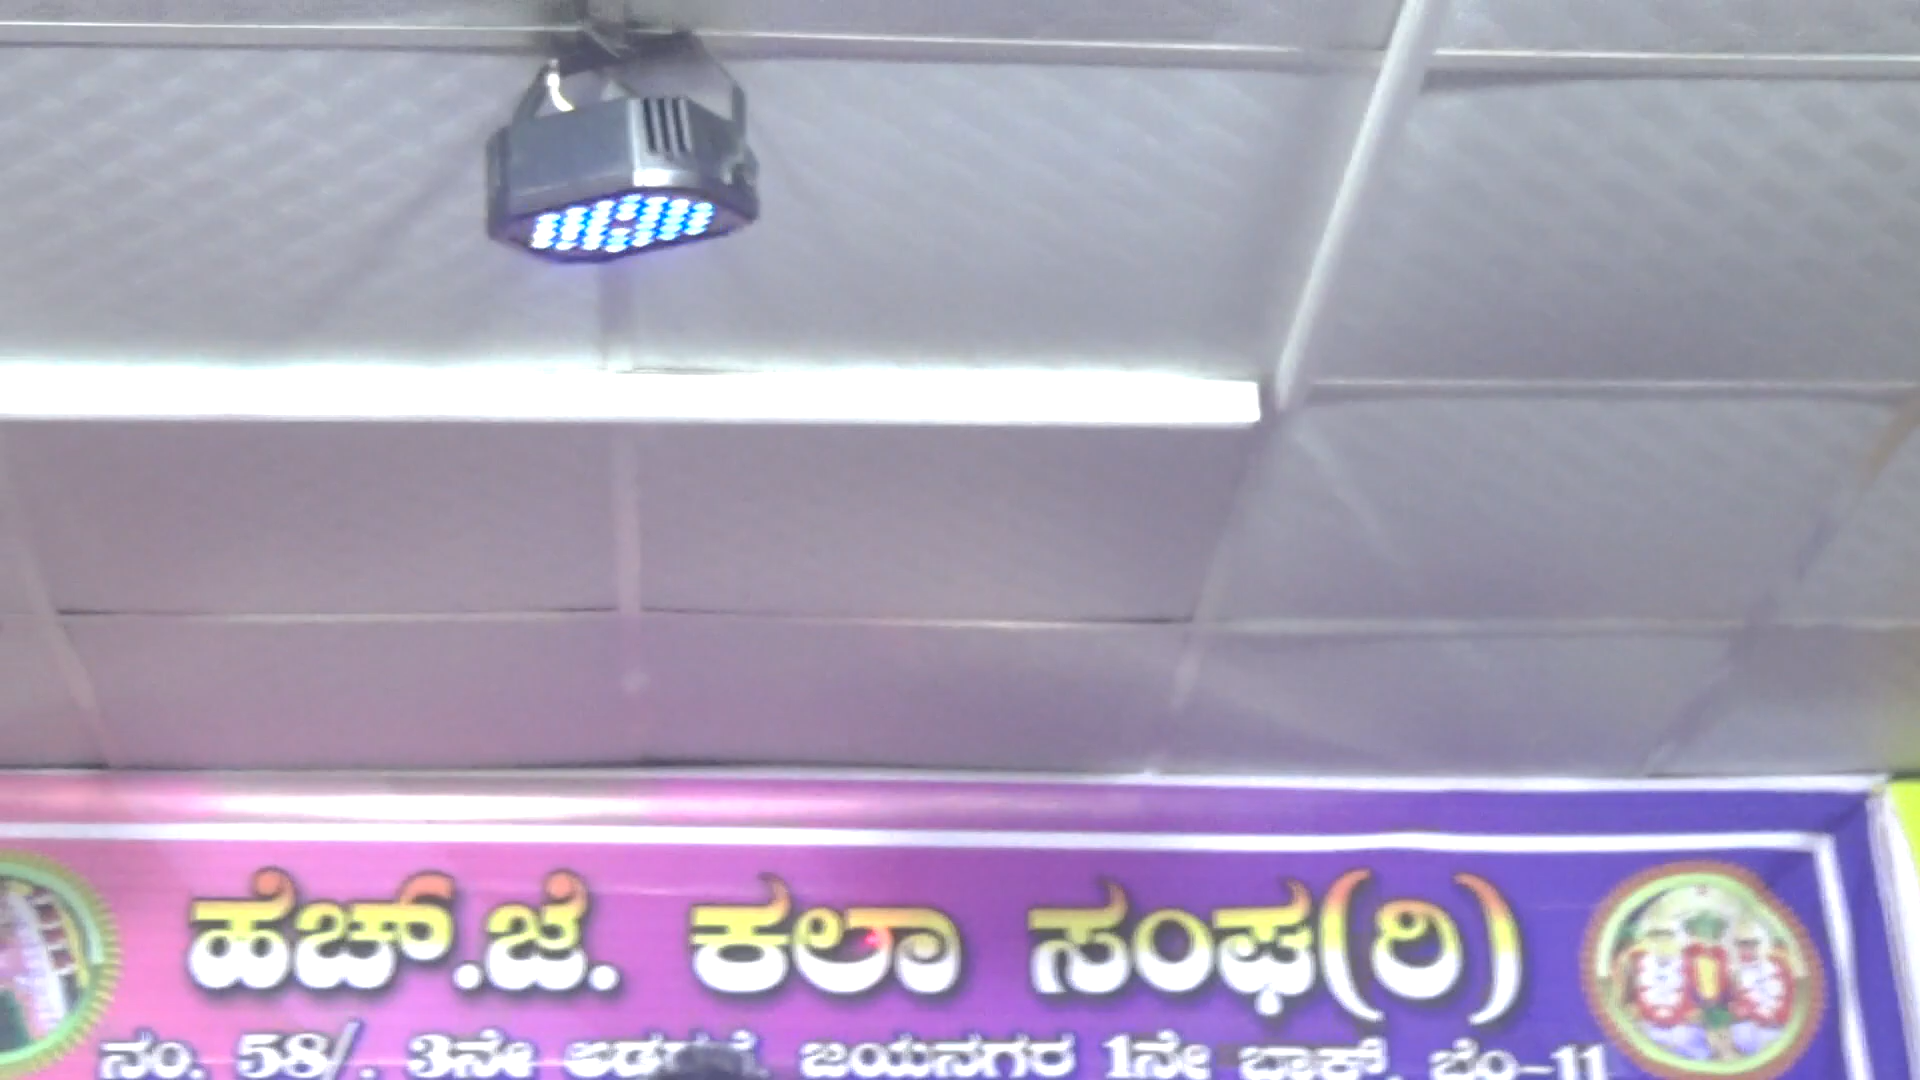 ಹೆಚ್.ಜೆ. ಕಲಾ ಸಂಘ(ರಿ)
ನಂ. 58/. 3ನೇ ಜಯನಗರ 1ನೇ ಬ್ಲಾಕ್, ಬೆಂ-11